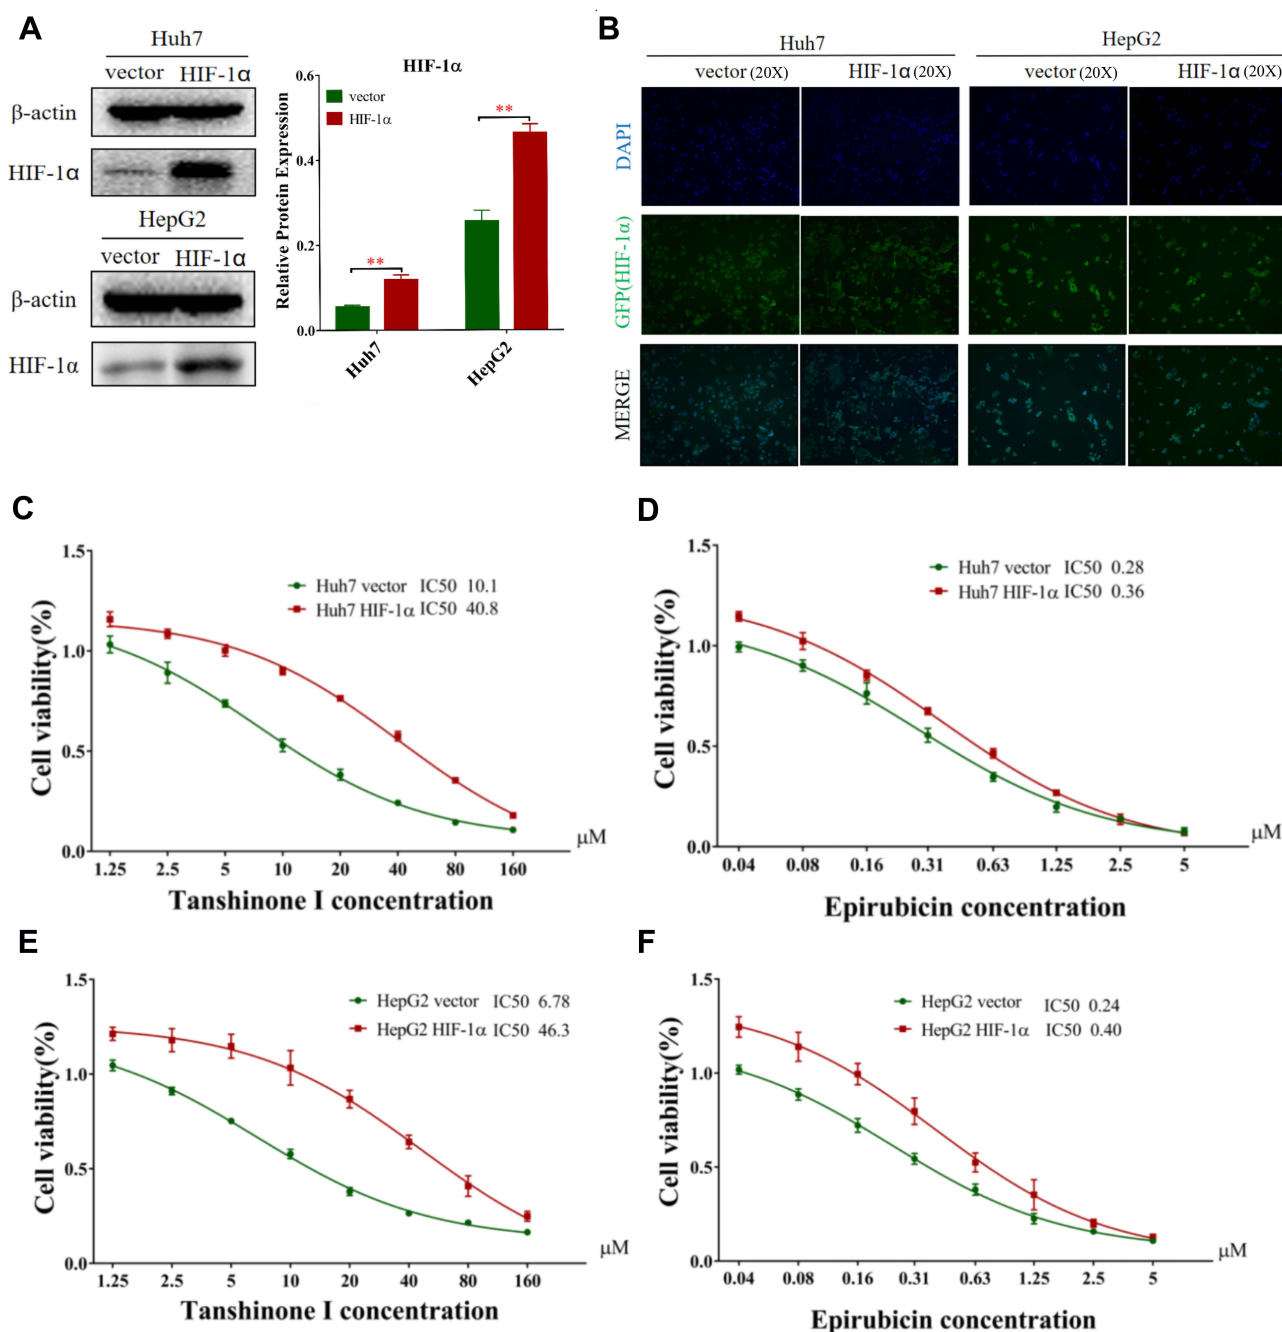 A
Huh7
vector HIF-1α
β-actin
HIF-1α
HepG2
vector HIF-1α
β-actin
HIF-1α
HIF-1α
vector
HIF-1α
Relative Protein Expression
0.6
0.4
0.2
0.0
**
**
Huh7
HepG2
B
Huh7
HepG2
vector (20X)
HIF-1α (20X)
vector (20X)
HIF-1α (20X)
DAPI
GFP(HIF-1α)
MERGE
C
Cell viability(%)
1.5
1.0
0.5
0.0
Huh7 vector IC50 10.1
Huh7 HIF-1α IC50 40.8
1.25 2.5 5 10 20 40 80 160
μM
Tanshinone I concentration
D
Cell viability(%)
1.5
1.0
0.5
0.0
Huh7 vector IC50 0.28
Huh7 HIF-1α IC50 0.36
0.04 0.08 0.16 0.31 0.63 1.25 2.5 5
μM
Epirubicin concentration
E
Cell viability(%)
1.5
1.0
0.5
0.0
HepG2 vector IC50 6.78
HepG2 HIF-1α IC50 46.3
1.25 2.5 5 10 20 40 80 160
μM
Tanshinone I concentration
F
Cell viability(%)
1.5
1.0
0.5
0.0
HepG2 vector IC50 0.24
HepG2 HIF-1α IC50 0.40
0.04 0.08 0.16 0.31 0.63 1.25 2.5 5
μM
Epirubicin concentration